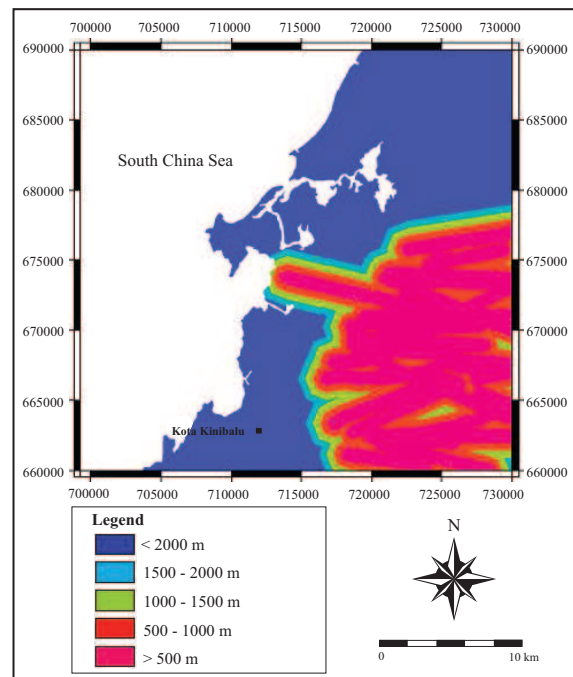 700000 705000 710000 715000 720000 725000 730000
690000 690000
685000 685000
South China Sea
680000 680000
675000 675000
670000 670000
665000 665000
Kota Kinibalu
660000 660000
700000 705000 710000 715000 720000 725000 730000
Legend
< 2000 m
1500 - 2000 m
1000 - 1500 m
500 - 1000 m
> 500 m
N
0 10 km